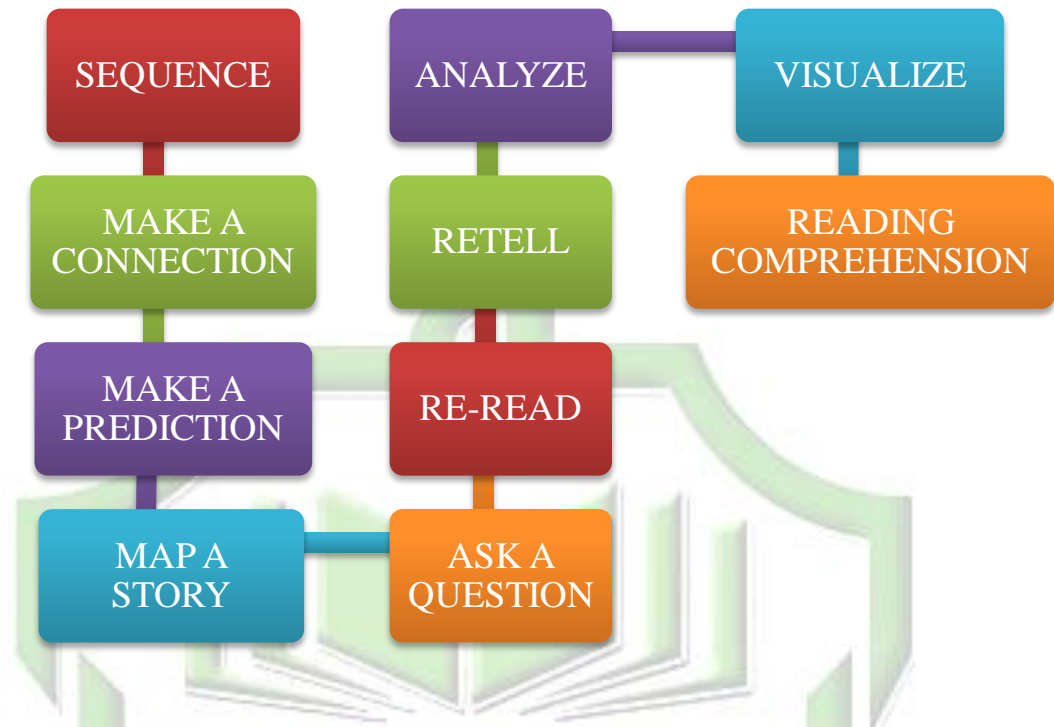 SEQUENCE
MAKE A
CONNECTION
MAKE A
PREDICTION
MAP A
STORY
ASK A
QUESTION
RE-READ
RETELL
ANALYZE
VISUALIZE
READING
COMPREHENSION